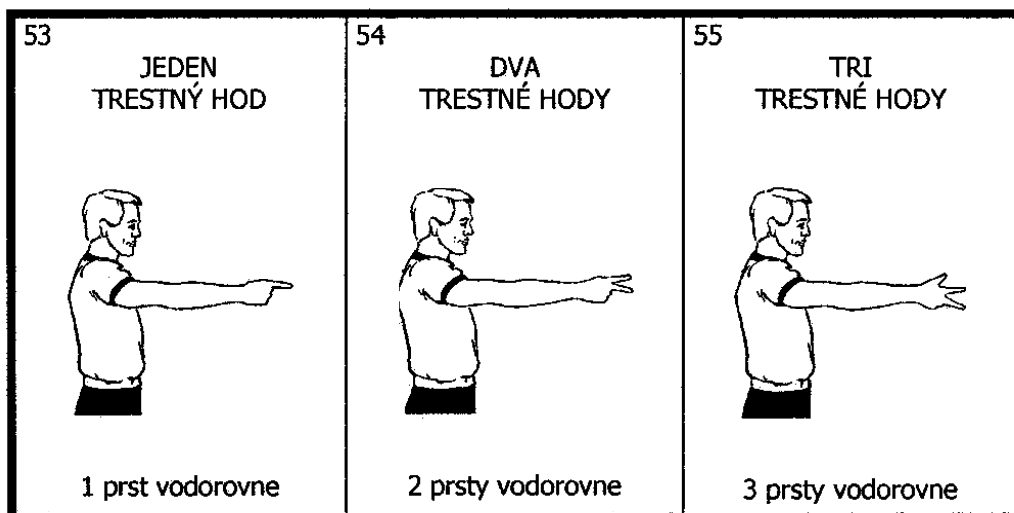 53
JEDEN
TRESTNÝ HOD
1 prst vodorovne
54
DVA
TRESTNÉ HODY
2 prsty vodorovne
55
TRI
TRESTNÉ HODY
3 prsty vodorovne